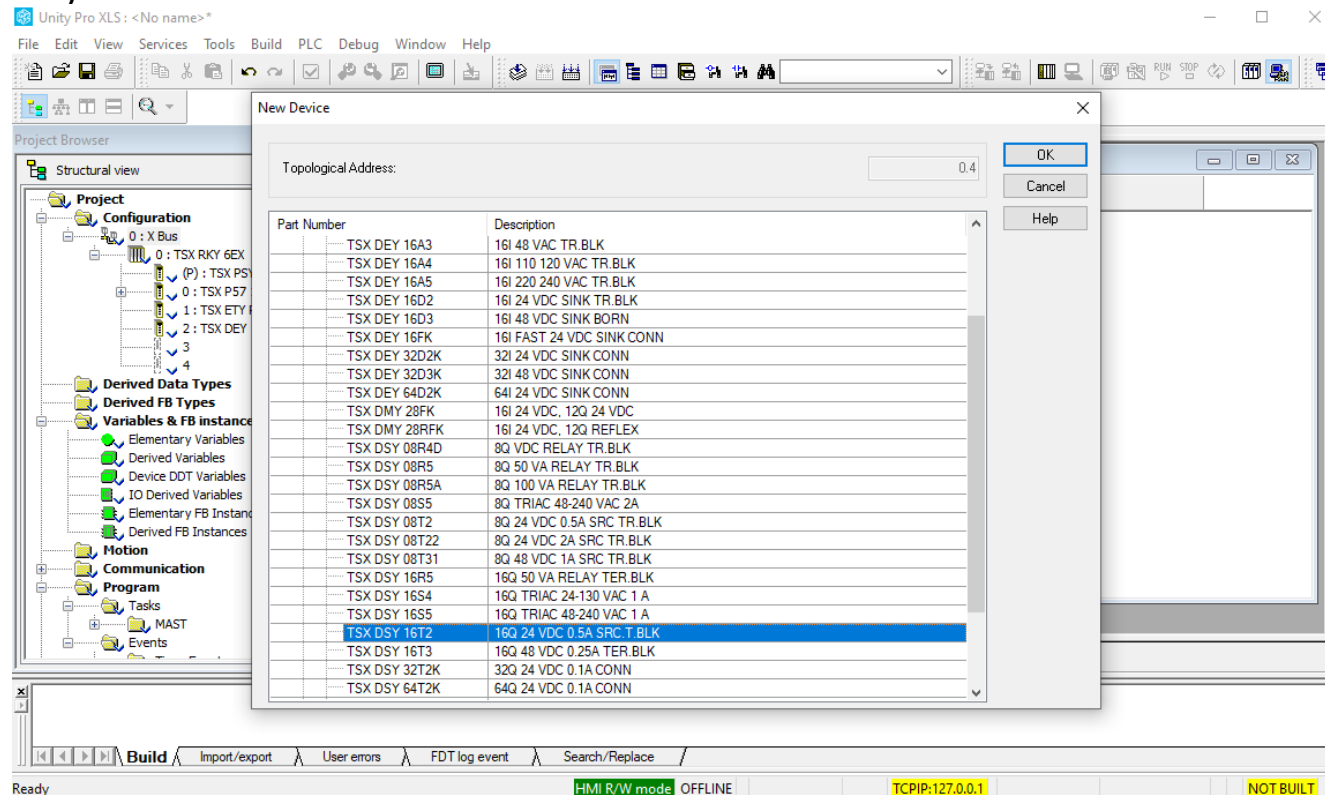 Unity Pro XLS : <No name>*
File Edit View Services Tools Build PLC Debug Window Help
RUN STOP
New Device
Project Browser
Structural view
Project
Configuration
0 : X Bus
0 : TSX RKY 6EX
(P) : TSX PSY
0 : TSX P57
1 : TSX ETY
2 : TSX DEY
3
4
Derived Data Types
Derived FB Types
Variables & FB instance
Elementary Variables
Derived Variables
Device DDT Variables
IO Derived Variables
Elementary FB Instanc
Derived FB Instances
Motion
Communication
Program
Tasks
MAST
Events
Topological Address: 0.4
OK
Cancel
Help
Part Number Description
TSX DEY 16A3 16I 48 VAC TR.BLK
TSX DEY 16A4 16I 110 120 VAC TR.BLK
TSX DEY 16A5 16I 220 240 VAC TR.BLK
TSX DEY 16D2 16I 24 VDC SINK TR.BLK
TSX DEY 16D3 16I 48 VDC SINK BORN
TSX DEY 16FK 16I FAST 24 VDC SINK CONN
TSX DEY 32D2K 32I 24 VDC SINK CONN
TSX DEY 32D3K 32I 48 VDC SINK CONN
TSX DEY 64D2K 64I 24 VDC SINK CONN
TSX DMY 28FK 16I 24 VDC, 12Q 24 VDC
TSX DMY 28RFK 16I 24 VDC, 12Q REFLEX
TSX DSY 08R4D 8Q VDC RELAY TR.BLK
TSX DSY 08R5 8Q 50 VA RELAY TR.BLK
TSX DSY 08R5A 8Q 100 VA RELAY TR.BLK
TSX DSY 08S5 8Q TRIAC 48-240 VAC 2A
TSX DSY 08T2 8Q 24 VDC 0.5A SRC TR.BLK
TSX DSY 08T22 8Q 24 VDC 2A SRC TR.BLK
TSX DSY 08T31 8Q 48 VDC 1A SRC TR.BLK
TSX DSY 16R5 16Q 50 VA RELAY TER.BLK
TSX DSY 16S4 16Q TRIAC 24-130 VAC 1 A
TSX DSY 16S5 16Q TRIAC 48-240 VAC 1 A
TSX DSY 16T2 16Q 24 VDC 0.5A SRC.T.BLK
TSX DSY 16T3 16Q 48 VDC 0.25A TER.BLK
TSX DSY 32T2K 32Q 24 VDC 0.1A CONN
TSX DSY 64T2K 64Q 24 VDC 0.1A CONN
Build Import/export User errors FDT log event Search/Replace
Ready HMI R/W mode OFFLINE TCPIP:127.0.0.1 NOT BUILT